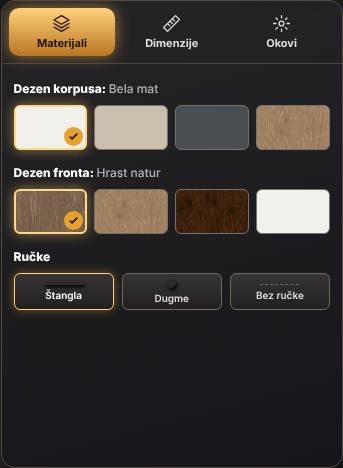 Materijali
Dimenzije
Okovi
Dezen korpusa: Bela mat
Dezen fronta: Hrast natur
Ručke
Štangla
Dugme
Bez ručke